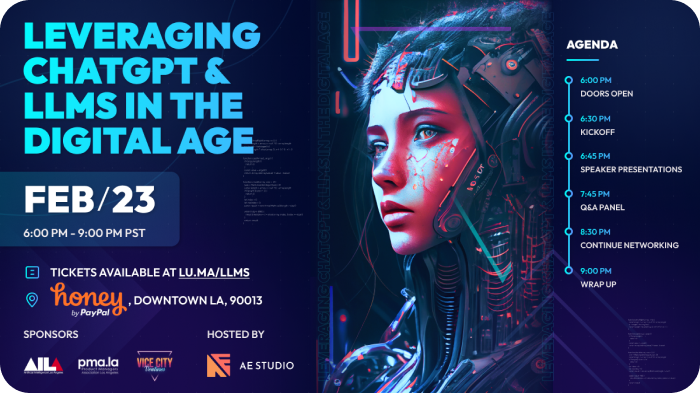 LEVERAGING
CHATGPT &
LLMS IN THE
DIGITAL AGE
FEB/23
6:00 PM - 9:00 PM PST
TICKETS AVAILABLE AT LU.MA/LLMS
honey by PayPal, DOWNTOWN LA, 90013
SPONSORS
AILA
pma.la
VICE CITY
HOSTED BY
AE STUDIO
AGENDA
6:00 PM
DOORS OPEN
6:30 PM
KICKOFF
6:45 PM
SPEAKER PRESENTATIONS
7:45 PM
Q&A PANEL
8:30 PM
CONTINUE NETWORKING
9:00 PM
WRAP UP